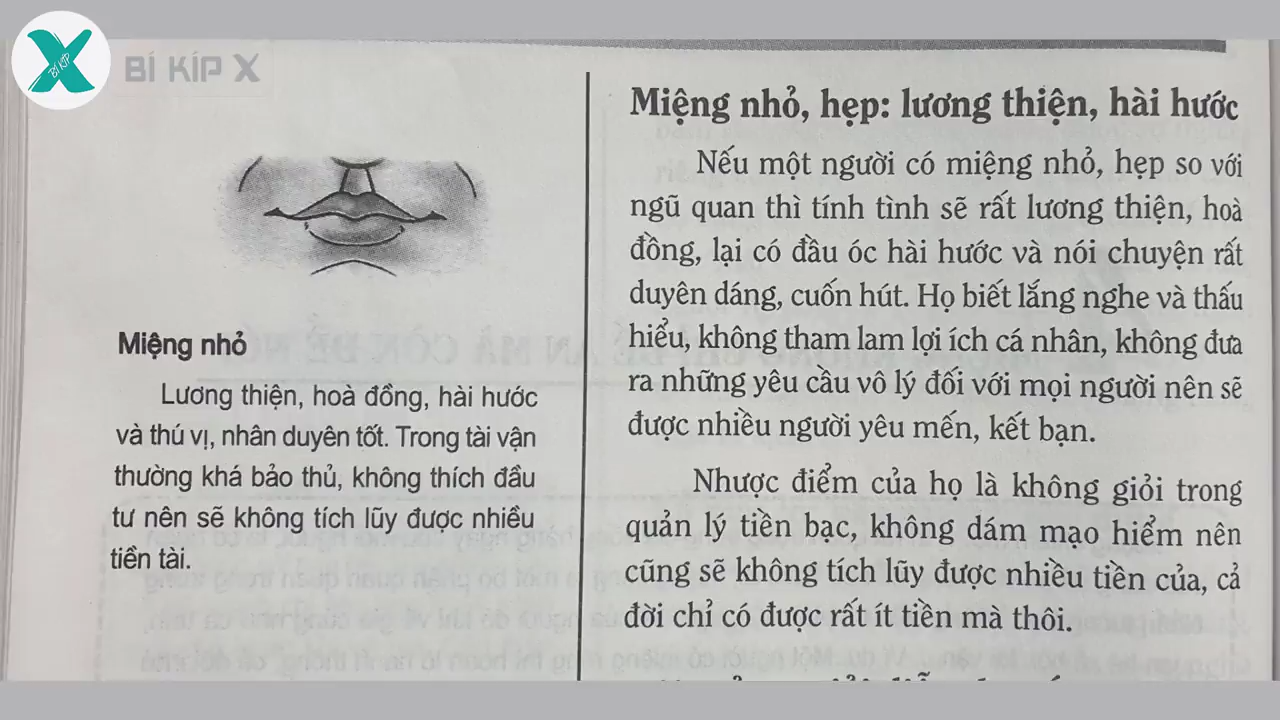 BÍ KÍP
BÍ KÍP X
Miệng nhỏ
Lương thiện, hoà đồng, hài hước
và thú vị, nhân duyên tốt. Trong tài vận
thường khá bảo thủ, không thích đầu
tư nên sẽ không tích lũy được nhiều
tiền tài.
Miệng nhỏ, hẹp: lương thiện, hài hước
Nếu một người có miệng nhỏ, hẹp so với
ngũ quan thì tính tình sẽ rất lương thiện, hoà
đồng, lại có đầu óc hài hước và nói chuyện rất
duyên dáng, cuốn hút. Họ biết lắng nghe và thấu
hiểu, không tham lam lợi ích cá nhân, không đưa
ra những yêu cầu vô lý đối với mọi người nên sẽ
được nhiều người yêu mến, kết bạn.
Nhược điểm của họ là không giỏi trong
quản lý tiền bạc, không dám mạo hiểm nên
cũng sẽ không tích lũy được nhiều tiền của, cả
đời chỉ có được rất ít tiền mà thôi.